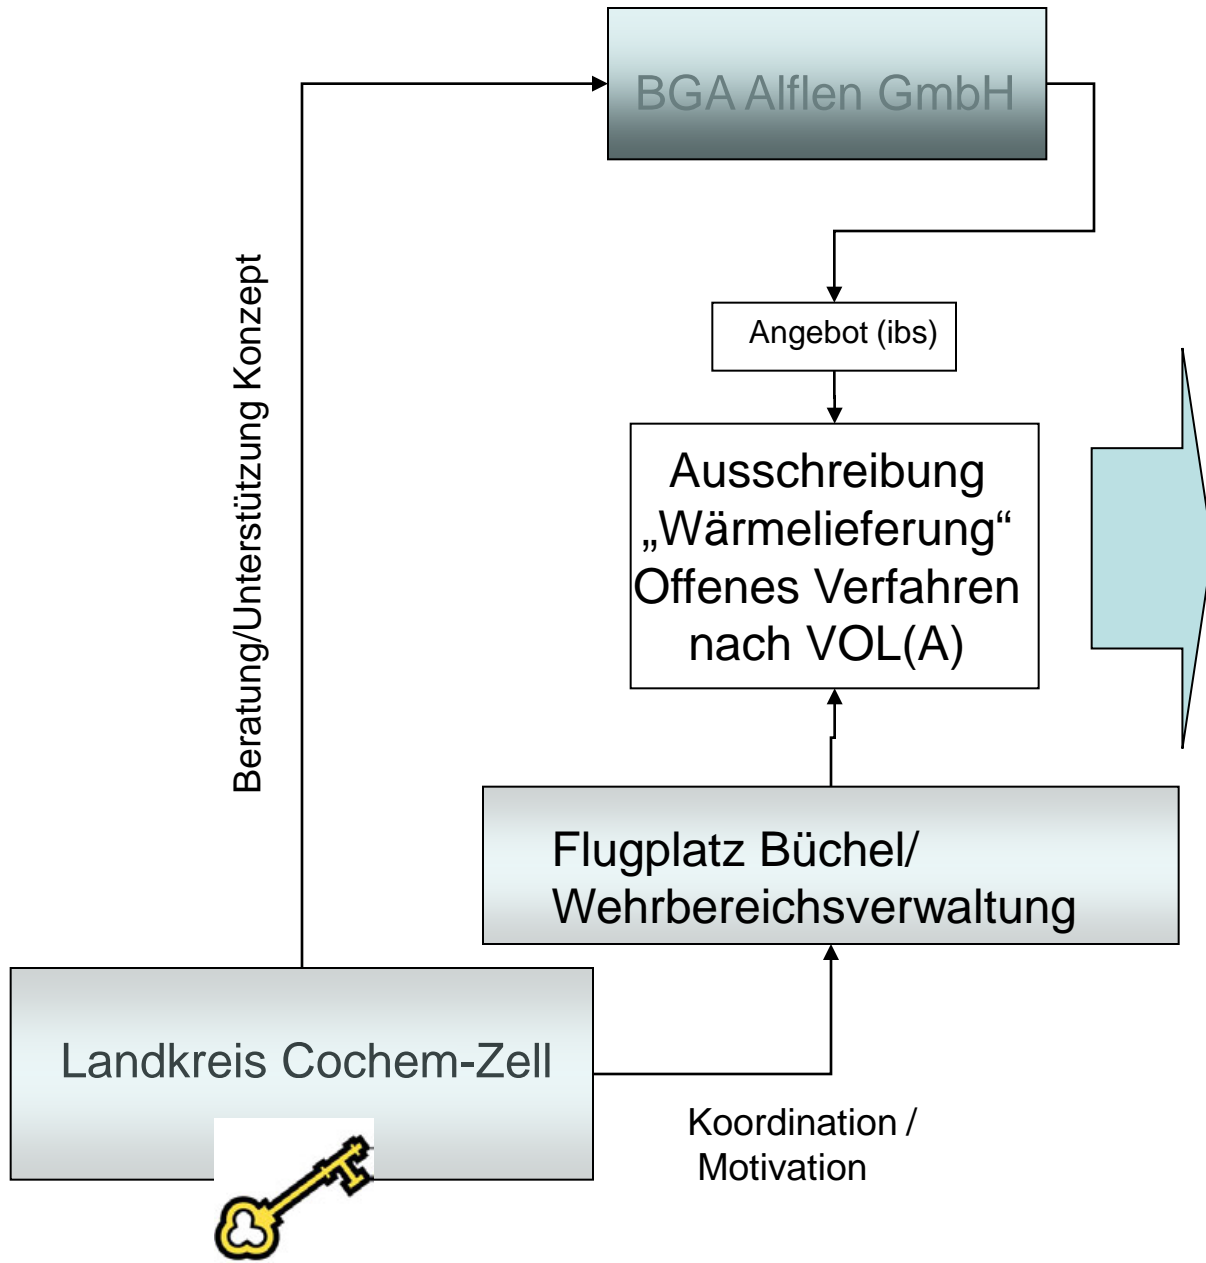 BGA Alflen GmbH
Beratung/Unterstützung Konzept
Angebot (ibs)
Ausschreibung
„Wärmelieferung“
Offenes Verfahren
nach VOL(A)
Flugplatz Büchel/
Wehrbereichsverwaltung
Landkreis Cochem-Zell
Koordination /
Motivation